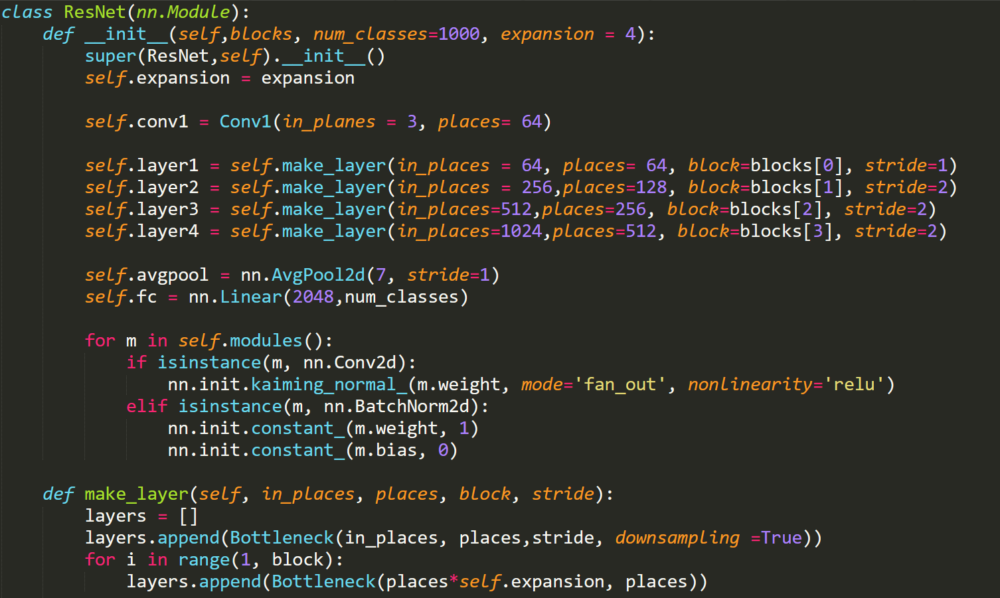 class ResNet(nn.Module):
    def __init__(self,blocks, num_classes=1000, expansion = 4):
        super(ResNet,self).__init__()
        self.expansion = expansion
        self.conv1 = Conv1(in_planes = 3, places= 64)
        self.layer1 = self.make_layer(in_places = 64, places= 64, block=blocks[0], stride=1)
        self.layer2 = self.make_layer(in_places = 256,places=128, block=blocks[1], stride=2)
        self.layer3 = self.make_layer(in_places=512,places=256, block=blocks[2], stride=2)
        self.layer4 = self.make_layer(in_places=1024,places=512, block=blocks[3], stride=2)
        self.avgpool = nn.AvgPool2d(7, stride=1)
        self.fc = nn.Linear(2048,num_classes)
        for m in self.modules():
            if isinstance(m, nn.Conv2d):
                nn.init.kaiming_normal_(m.weight, mode='fan_out', nonlinearity='relu')
            elif isinstance(m, nn.BatchNorm2d):
                nn.init.constant_(m.weight, 1)
                nn.init.constant_(m.bias, 0)
    def make_layer(self, in_places, places, block, stride):
        layers = []
        layers.append(Bottleneck(in_places, places,stride, downsampling =True))
        for i in range(1, block):
            layers.append(Bottleneck(places*self.expansion, places))